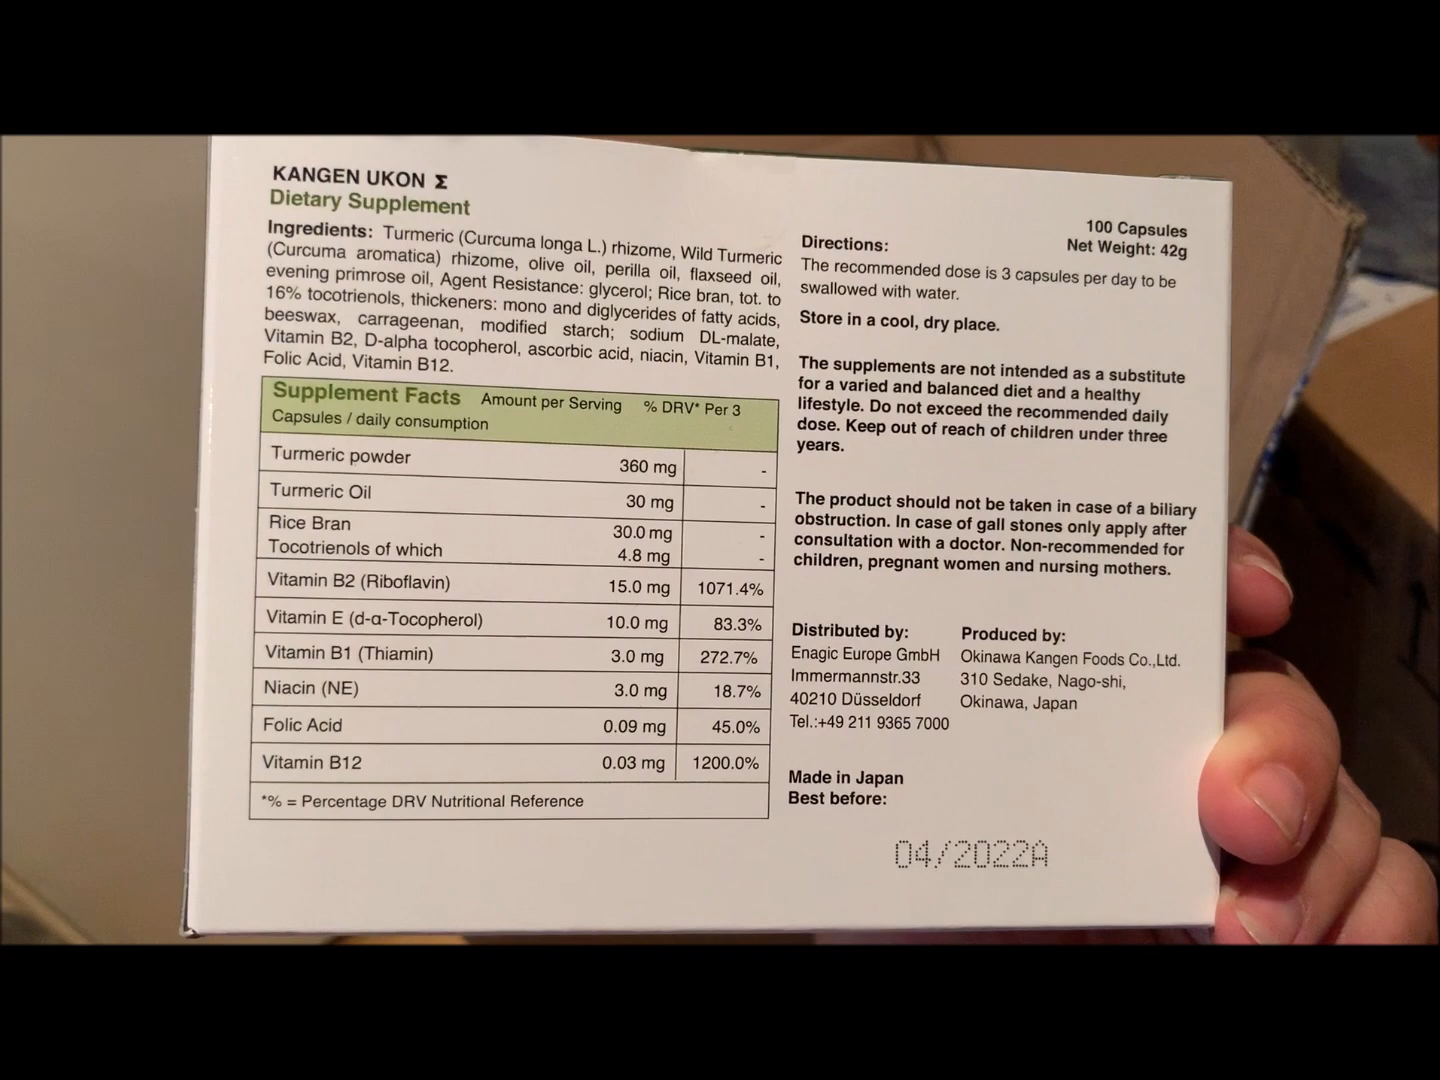 KANGEN UKON Σ
Dietary Supplement
Ingredients: Turmeric (Curcuma longa L.) rhizome, Wild Turmeric
(Curcuma aromatica) rhizome, olive oil, perilla oil, flaxseed oil,
evening primrose oil, Agent Resistance: glycerol; Rice bran, tot. to
16% tocotrienols, thickeners: mono and diglycerides of fatty acids,
beeswax, carrageenan, modified starch; sodium DL-malate,
Vitamin B2, D-alpha tocopherol, ascorbic acid, niacin, Vitamin B1,
Folic Acid, Vitamin B12.
Supplement Facts Amount per Serving % DRV* Per 3
Capsules / daily consumption
Turmeric powder 360 mg -
Turmeric Oil 30 mg -
Rice Bran 30.0 mg -
Tocotrienols of which 4.8 mg -
Vitamin B2 (Riboflavin) 15.0 mg 1071.4%
Vitamin E (d-α-Tocopherol) 10.0 mg 83.3%
Vitamin B1 (Thiamin) 3.0 mg 272.7%
Niacin (NE) 3.0 mg 18.7%
Folic Acid 0.09 mg 45.0%
Vitamin B12 0.03 mg 1200.0%
*% = Percentage DRV Nutritional Reference
100 Capsules
Net Weight: 42g
Directions:
The recommended dose is 3 capsules per day to be
swallowed with water.
Store in a cool, dry place.
The supplements are not intended as a substitute
for a varied and balanced diet and a healthy
lifestyle. Do not exceed the recommended daily
dose. Keep out of reach of children under three
years.
The product should not be taken in case of a biliary
obstruction. In case of gall stones only apply after
consultation with a doctor. Non-recommended for
children, pregnant women and nursing mothers.
Distributed by:
Enagic Europe GmbH
Immermannstr.33
40210 Düsseldorf
Tel.:+49 211 9365 7000
Produced by:
Okinawa Kangen Foods Co.,Ltd.
310 Sedake, Nago-shi,
Okinawa, Japan
Made in Japan
Best before:
04/2022A